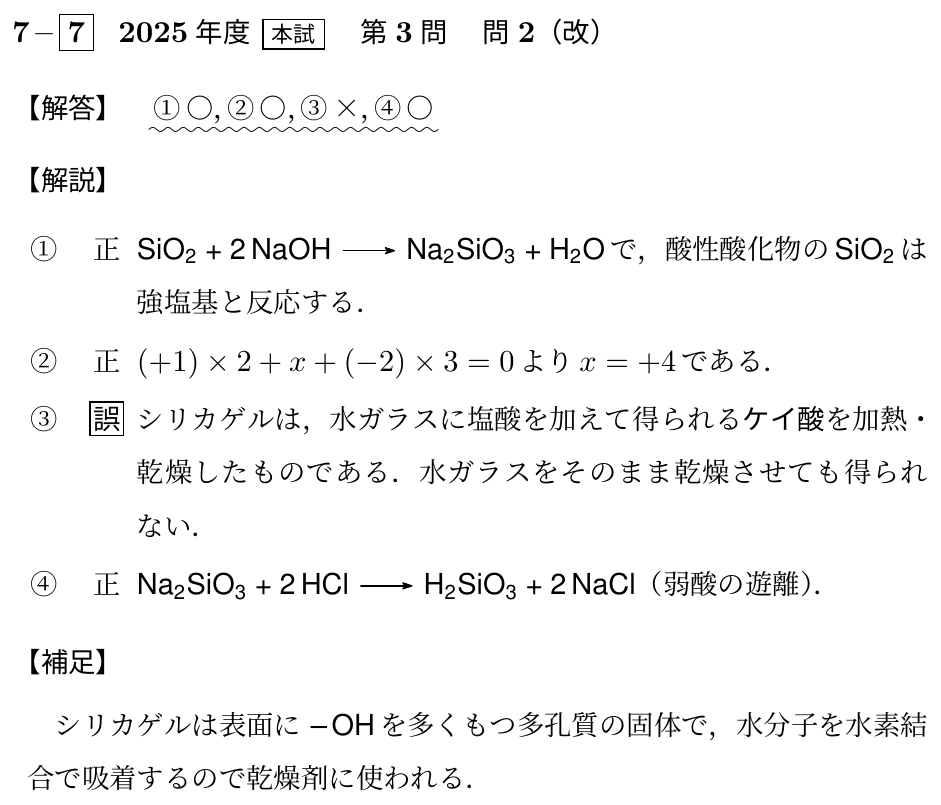 7－7 2025 年度 本試 第 3 問 問 2（改）
【解答】 ①○，②○，③×，④○
【解説】
① 正 SiO₂ + 2 NaOH ⟶ Na₂SiO₃ + H₂O で，酸性酸化物の SiO₂ は
強塩基と反応する．
② 正 (+1) × 2 + x + (−2) × 3 = 0 より x = +4 である．
③ 誤 シリカゲルは，水ガラスに塩酸を加えて得られるケイ酸を加熱・
乾燥したものである．水ガラスをそのまま乾燥させても得られ
ない．
④ 正 Na₂SiO₃ + 2 HCl ⟶ H₂SiO₃ + 2 NaCl（弱酸の遊離）．
【補足】
シリカゲルは表面に −OH を多くもつ多孔質の固体で，水分子を水素結
合で吸着するので乾燥剤に使われる．